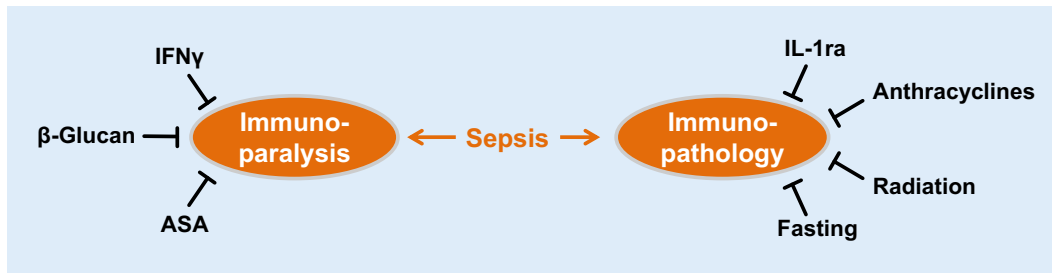 IFNγ
β-Glucan
ASA
Immuno-
paralysis
Sepsis
Immuno-
pathology
IL-1ra
Anthracyclines
Radiation
Fasting